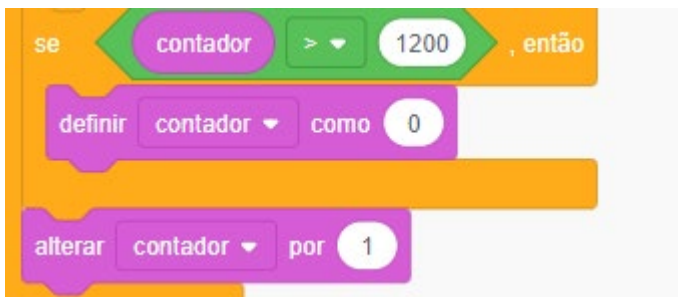 se contador > 1200 , então
definir contador como 0
alterar contador por 1